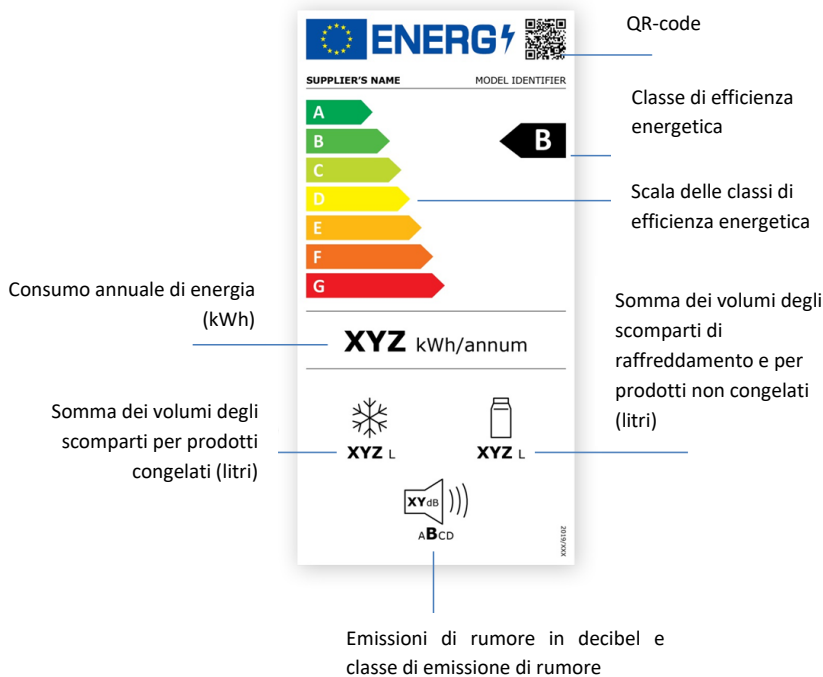 QR-code
ENERG
SUPPLIER'S NAME MODEL IDENTIFIER
A
Classe di efficienza
energetica
B
B
C
D
Scala delle classi di
efficienza energetica
E
F
G
Consumo annuale di energia
(kWh)
XYZ kWh/annum
Somma dei volumi degli
scomparti di
raffreddamento e per
prodotti non congelati
(litri)
Somma dei volumi degli
scomparti per prodotti
congelati (litri)
XYZ L
XYZ L
XY dB
ABCD
2019/XXX
Emissioni di rumore in decibel e
classe di emissione di rumore